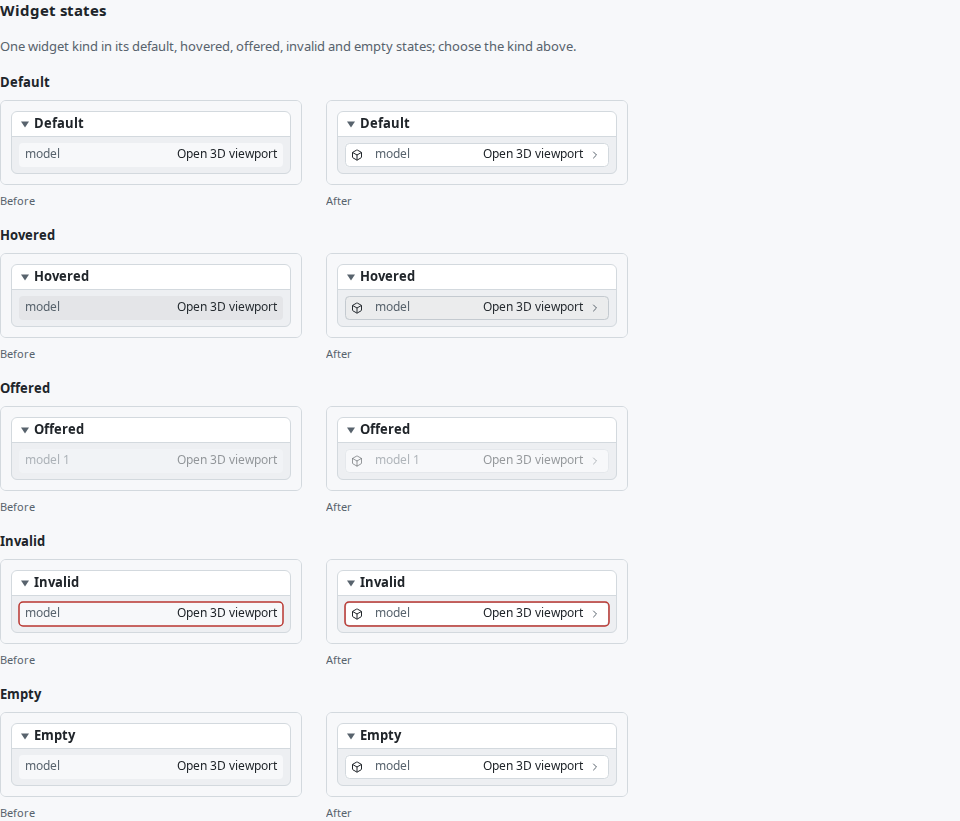 Widget states
One widget kind in its default, hovered, offered, invalid and empty states; choose the kind above.
Default
Default
model Open 3D viewport
Before
Default
model Open 3D viewport
After
Hovered
Hovered
model Open 3D viewport
Before
Hovered
model Open 3D viewport
After
Offered
Offered
model 1 Open 3D viewport
Before
Offered
model 1 Open 3D viewport
After
Invalid
Invalid
model Open 3D viewport
Before
Invalid
model Open 3D viewport
After
Empty
Empty
model Open 3D viewport
Before
Empty
model Open 3D viewport
After